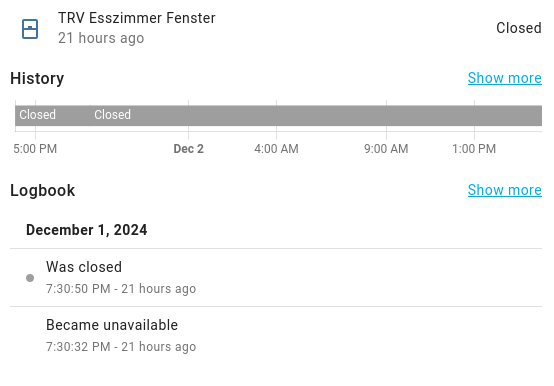 TRV Esszimmer Fenster
21 hours ago
Closed
History
Show more
Closed Closed
5:00 PM Dec 2 4:00 AM 9:00 AM 1:00 PM
Logbook
Show more
December 1, 2024
Was closed
7:30:50 PM - 21 hours ago
Became unavailable
7:30:32 PM - 21 hours ago